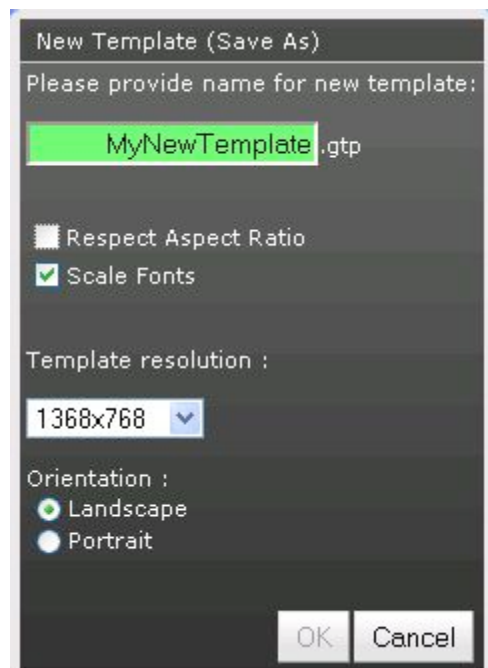 New Template (Save As)
Please provide name for new template:
MyNewTemplate .gtp
Respect Aspect Ratio
Scale Fonts
Template resolution :
1368x768
Orientation :
Landscape
Portrait
OK Cancel